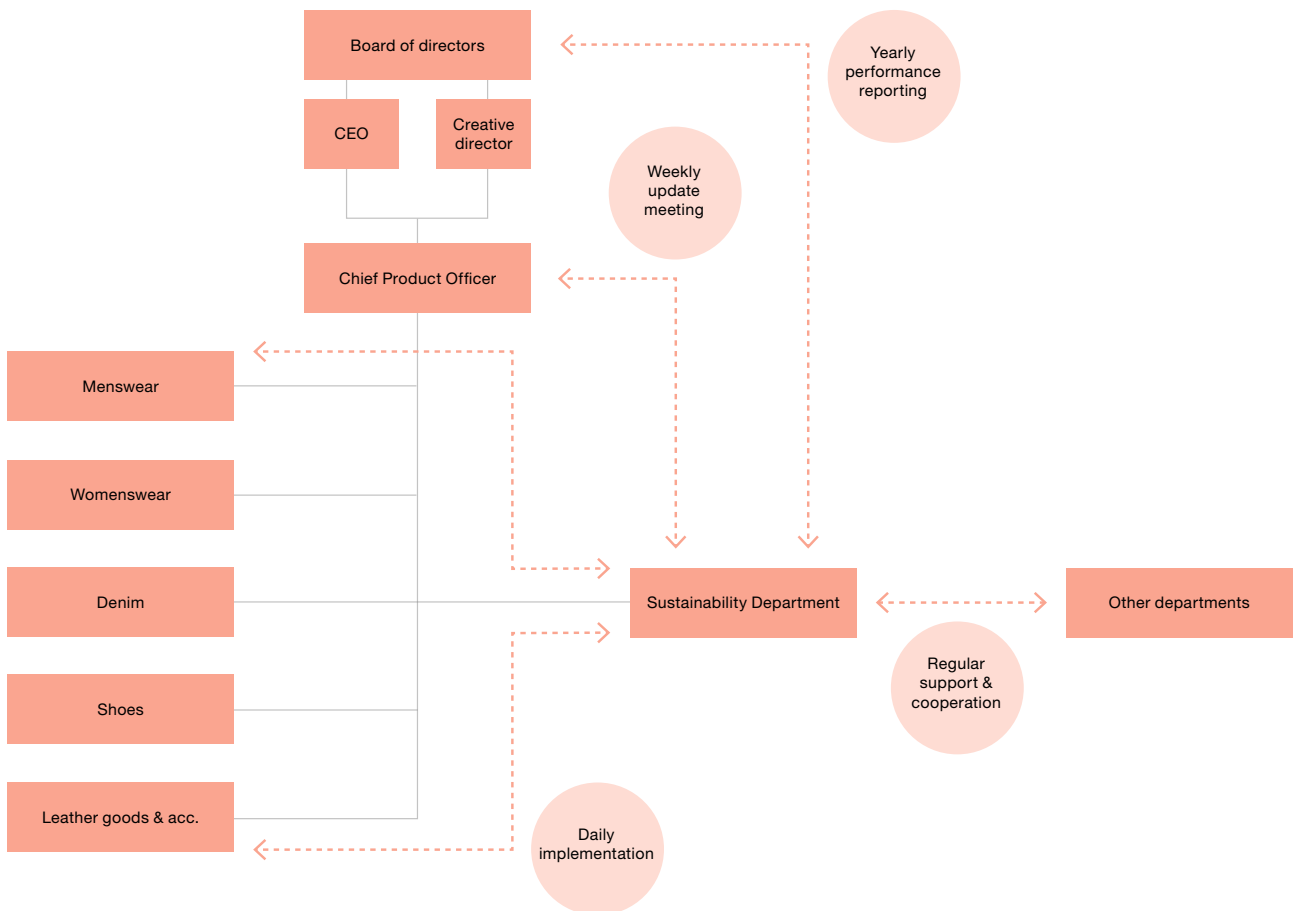 Board of directors
Yearly
performance
reporting
CEO
Creative
director
Weekly
update
meeting
Chief Product Officer
Menswear
Womenswear
Denim
Sustainability Department
Other departments
Regular
support &
cooperation
Shoes
Leather goods & acc.
Daily
implementation